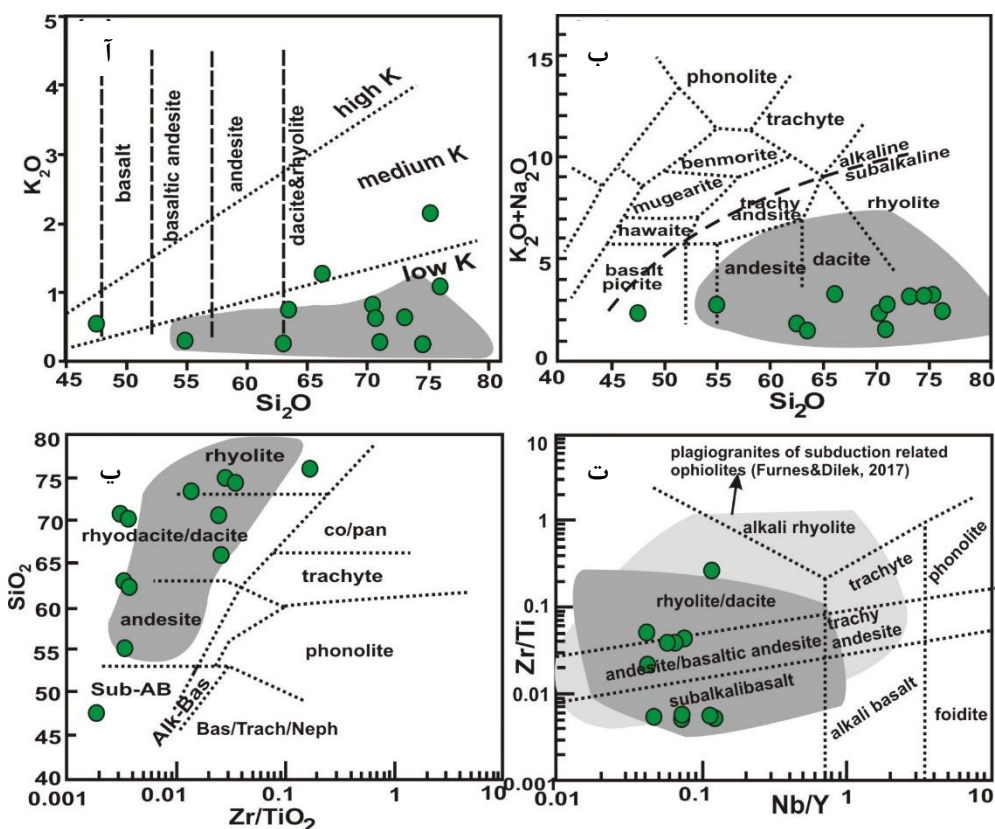 آ
K2O
5
4
3
2
1
0
basalt
basaltic andesite
andesite
dacite&rhyolite
high K
medium K
low K
45 50 55 60 65 70 75 80
Si2O
ب
K2O+Na2O
15
10
5
0
phonolite
trachyte
benmorite
alkaline
subalkaline
mugearite
trachy
andsite
rhyolite
hawaite
basalt
picrite
andesite
dacite
40 45 50 55 60 65 70 75 80
Si2O
پ
SiO2
80
75
70
65
60
55
50
45
40
rhyolite
rhyodacite/dacite
co/pan
trachyte
andesite
phonolite
Sub-AB
Alk-Bas
Bas/Trach/Neph
0.001 0.01 0.1 1 10
Zr/TiO2
ت
Zr/Ti
10
1
0.1
0.01
0.001
plagiogranites of subduction related
ophiolites (Furnes&Dilek, 2017)
alkali rhyolite
phonolite
trachyte
rhyolite/dacite
trachy
andesite
andesite/basaltic andesite
subalkalibasalt
alkali basalt
foidite
0.01 0.1 1 10
Nb/Y